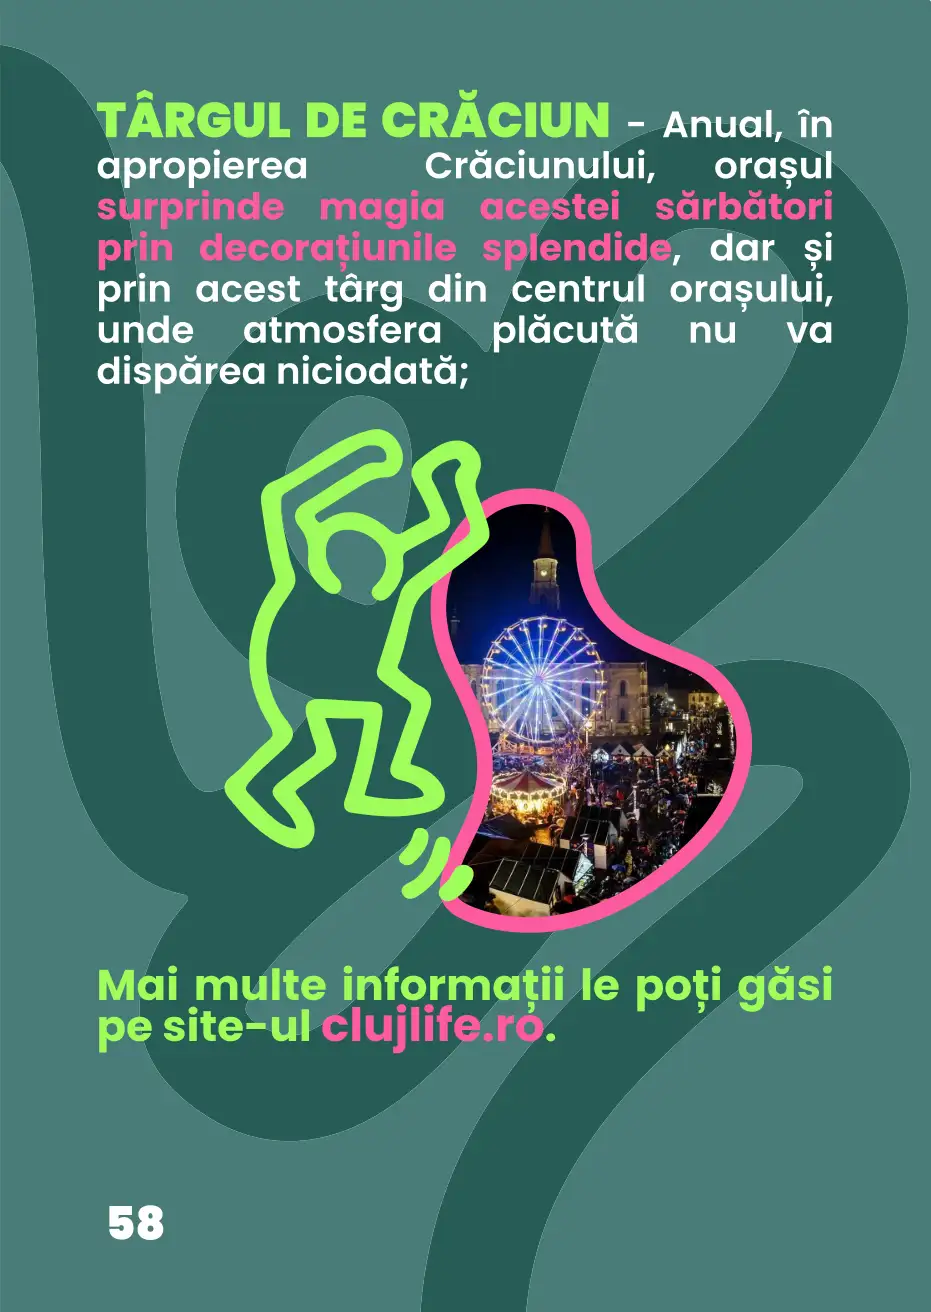 TÂRGUL DE CRĂCIUN - Anual, în
apropierea Crăciunului, orașul
surprinde magia acestei sărbători
prin decorațiunile splendide, dar și
prin acest târg din centrul orașului,
unde atmosfera plăcută nu va
dispărea niciodată;
Mai multe informații le poți găsi
pe site-ul clujlife.ro.
58